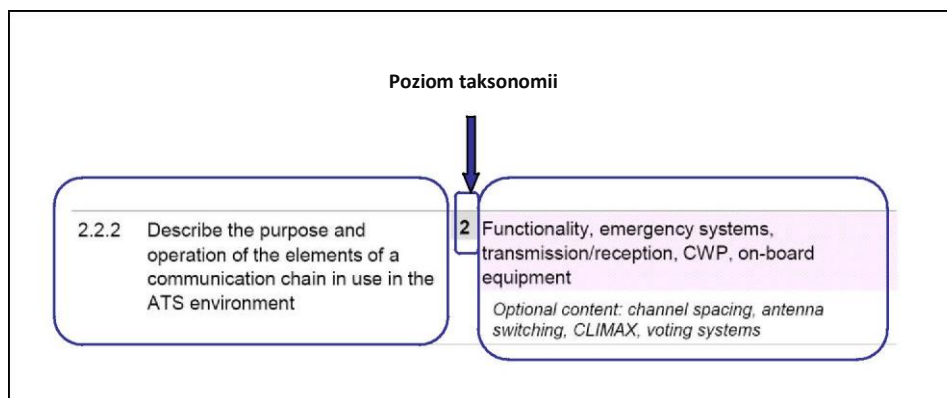 Poziom taksonomii
2.2.2 Describe the purpose and
operation of the elements of a
communication chain in use in the
ATS environment
2 Functionality, emergency systems,
transmission/reception, CWP, on-board
equipment
Optional content: channel spacing, antenna
switching, CLIMAX, voting systems